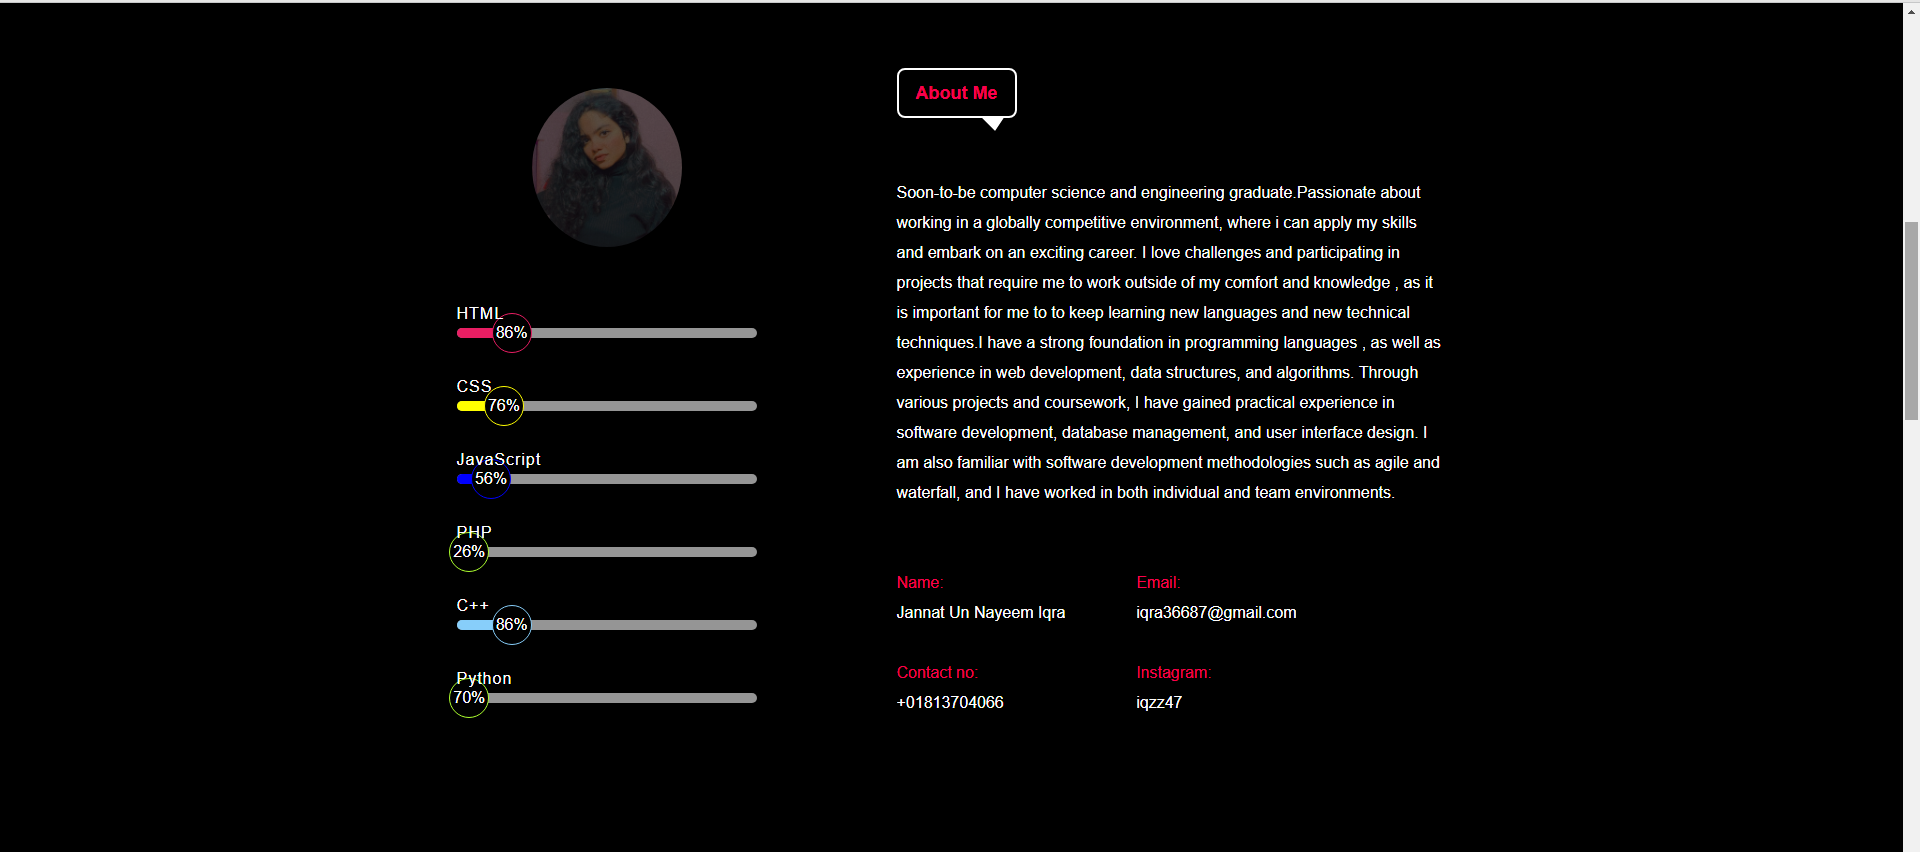 HTML
86%
CSS
76%
JavaScript
56%
PHP
26%
C++
86%
Python
70%
About Me
Soon-to-be computer science and engineering graduate.Passionate about
working in a globally competitive environment, where i can apply my skills
and embark on an exciting career. I love challenges and participating in
projects that require me to work outside of my comfort and knowledge , as it
is important for me to to keep learning new languages and new technical
techniques.I have a strong foundation in programming languages , as well as
experience in web development, data structures, and algorithms. Through
various projects and coursework, I have gained practical experience in
software development, database management, and user interface design. I
am also familiar with software development methodologies such as agile and
waterfall, and I have worked in both individual and team environments.
Name:
Jannat Un Nayeem Iqra
Email:
iqra36687@gmail.com
Contact no:
+01813704066
Instagram:
iqzz47